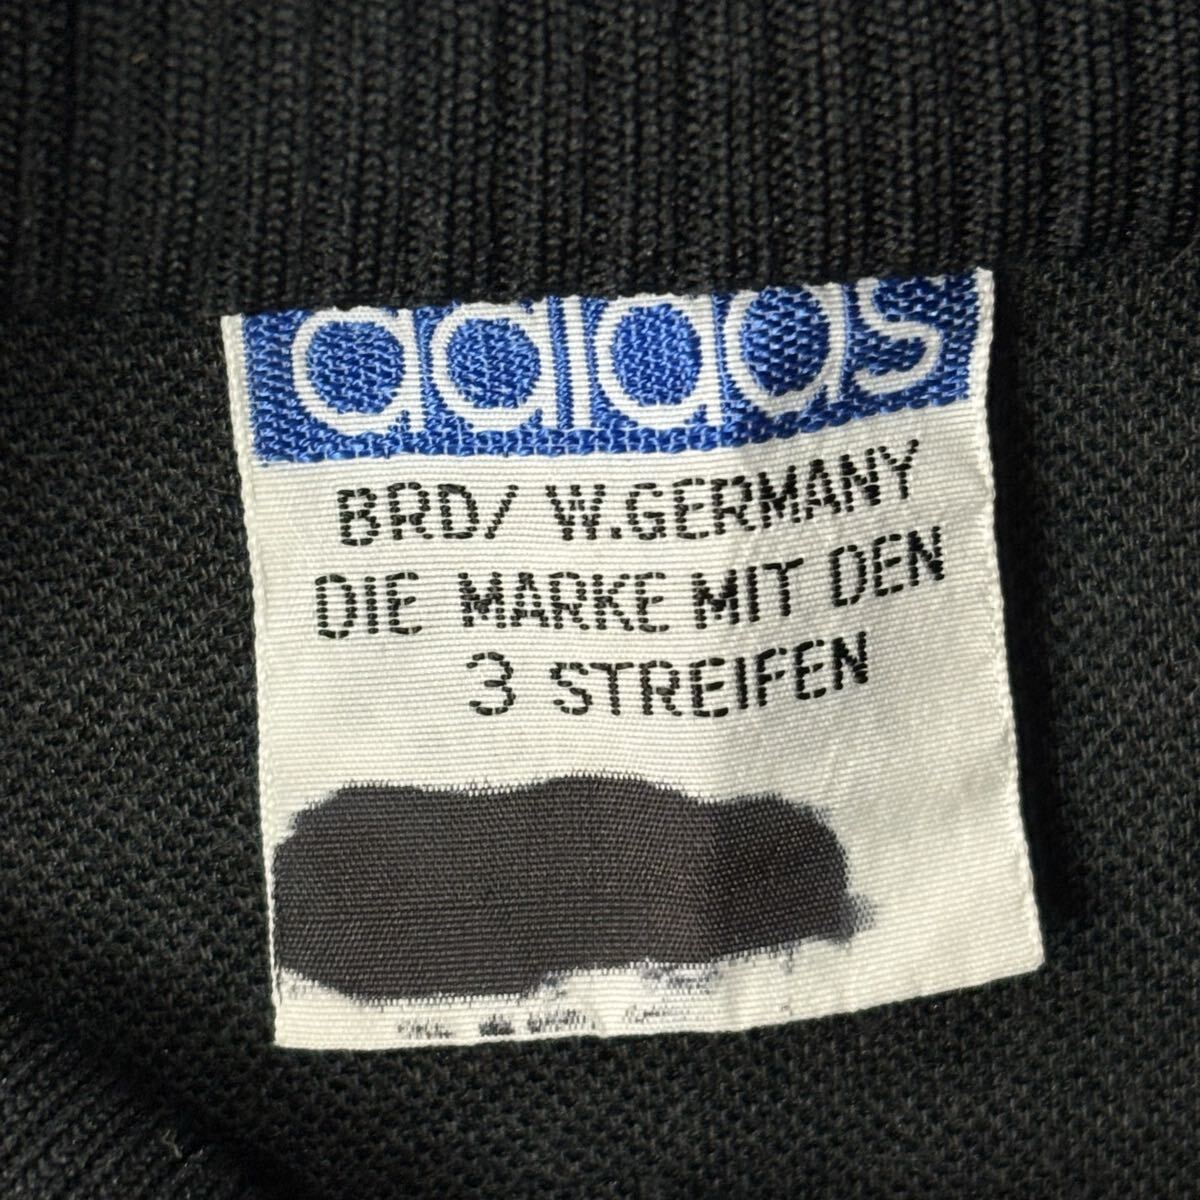 adidas
BRD/ W.GERMANY
DIE MARKE MIT DEN
3 STREIFEN